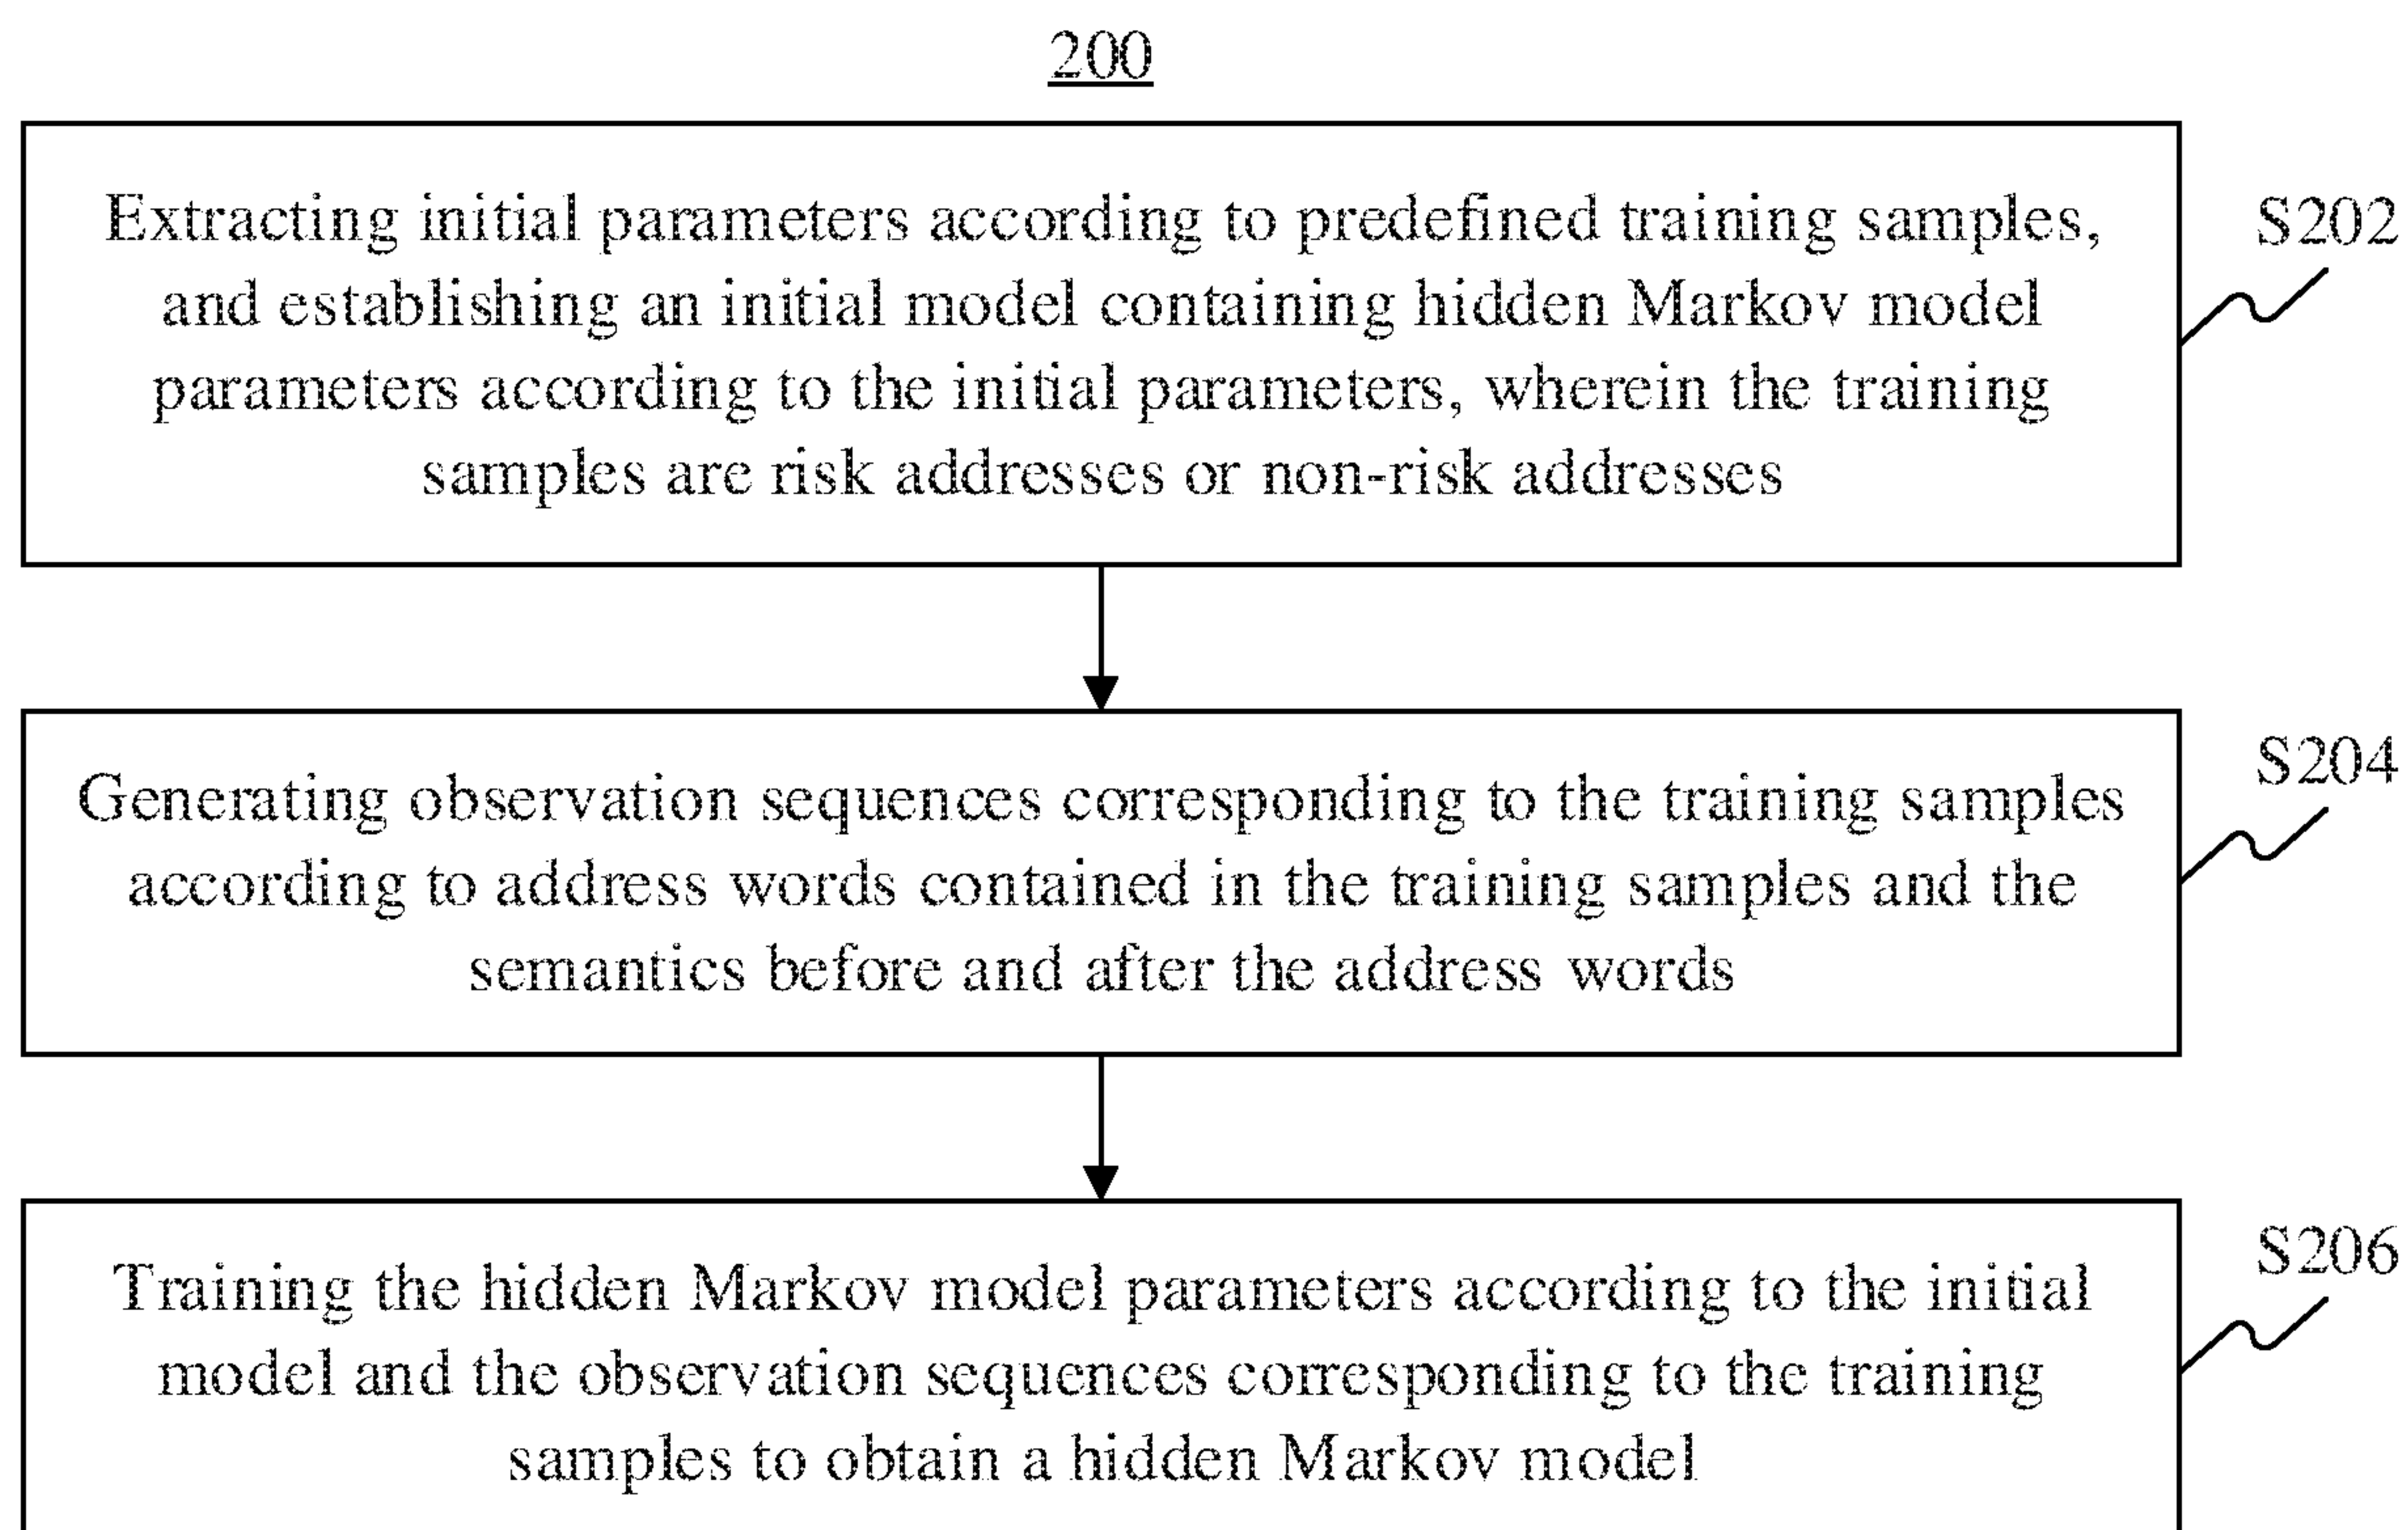 200
Extracting initial parameters according to predefined training samples,
and establishing an initial model containing hidden Markov model
parameters according to the initial parameters, wherein the training
samples are risk addresses or non-risk addresses
S202
Generating observation sequences corresponding to the training samples
according to address words contained in the training samples and the
semantics before and after the address words
S204
Training the hidden Markov model parameters according to the initial
model and the observation sequences corresponding to the training
samples to obtain a hidden Markov model
S206